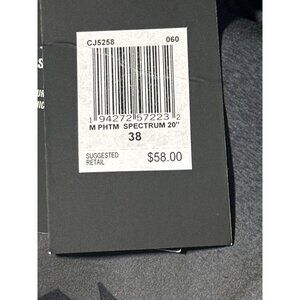 CJ5258 060
1 94272 57223 2
M PHTM SPECTRUM 20"
38
SUGGESTED
RETAIL
$58.00